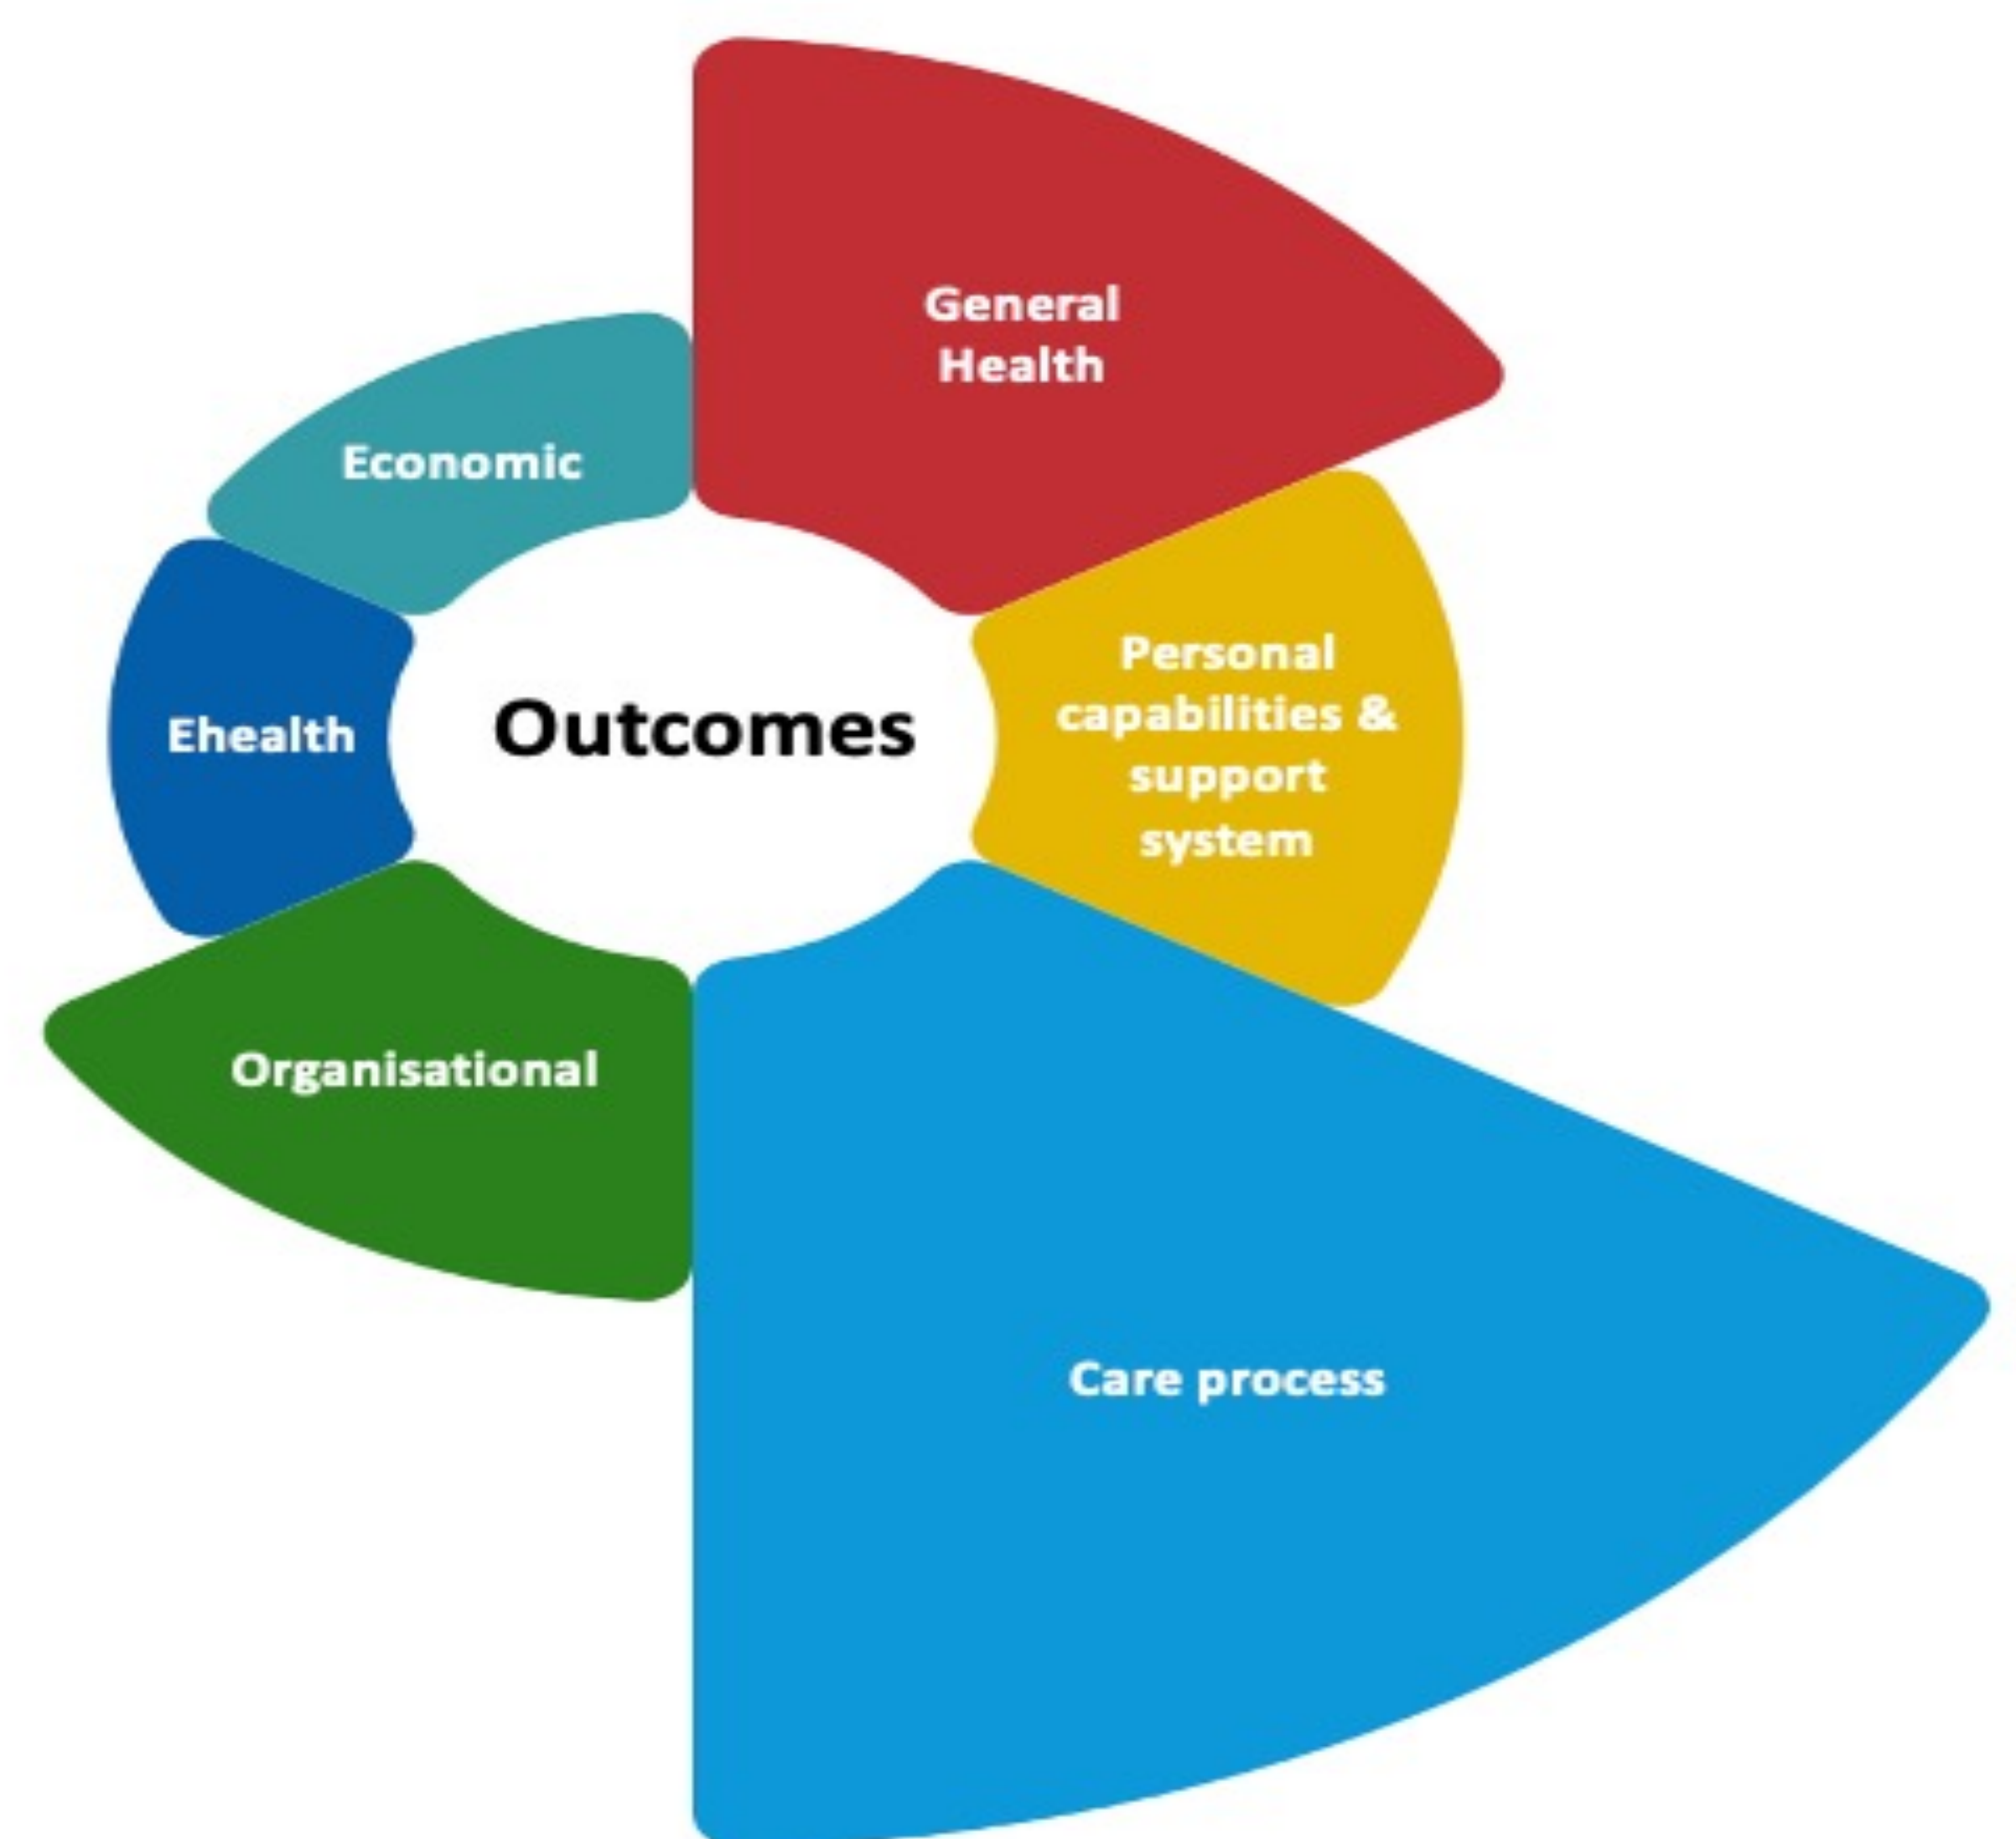 General
Health
Economic
Personal
capabilities &
support
system
Outcomes
Ehealth
Organisational
Care process